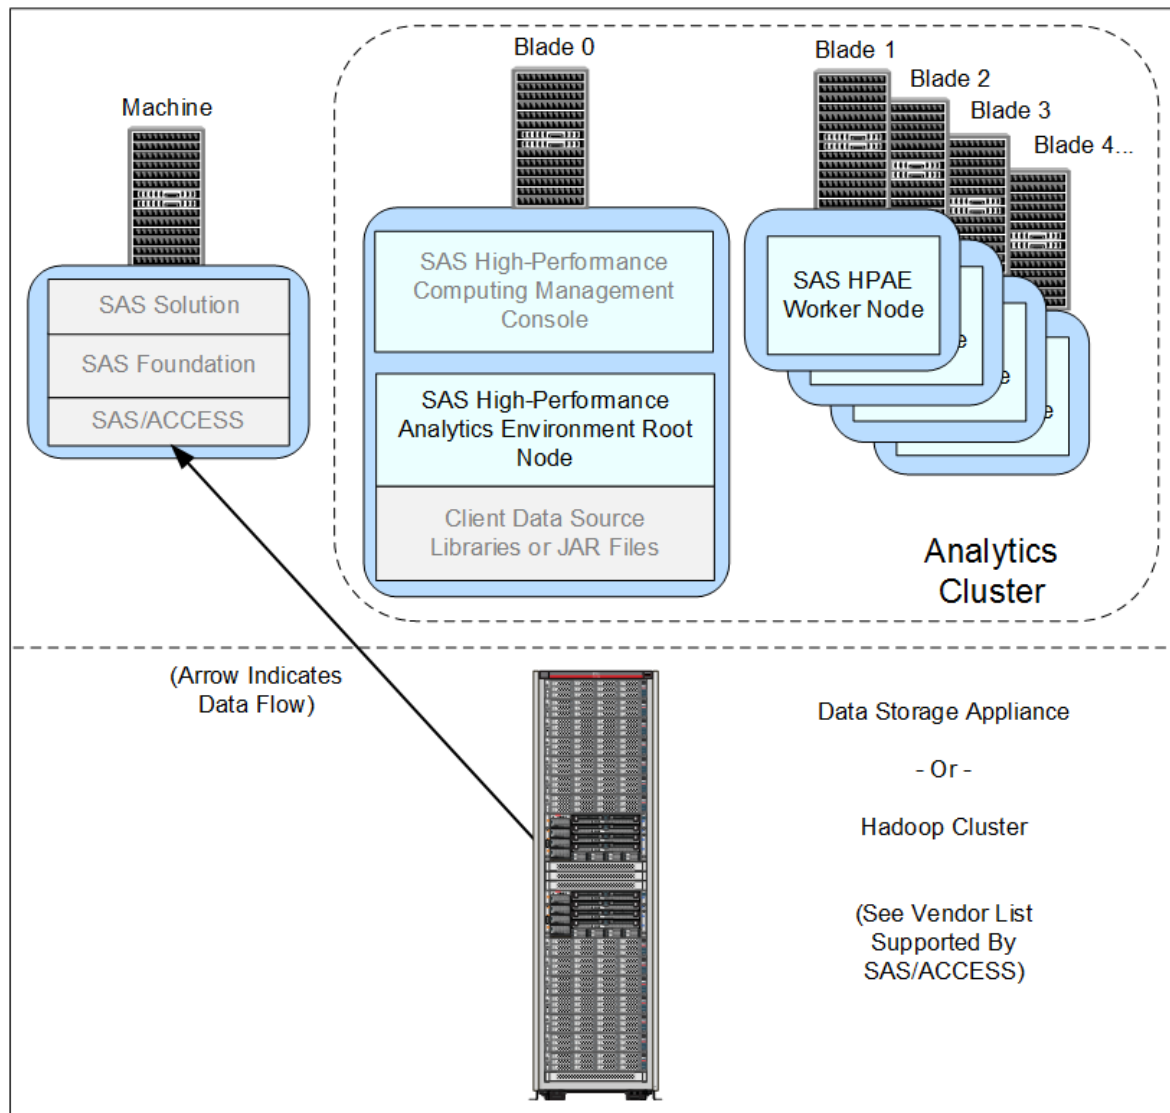 Blade 0
Blade 1
Blade 2
Blade 3
Blade 4...
Machine
SAS High-Performance
Computing Management
Console
SAS HPAE
Worker Node
SAS Solution
SAS Foundation
SAS/ACCESS
SAS High-Performance
Analytics Environment Root
Node
Client Data Source
Libraries or JAR Files
e
e
e
Analytics
Cluster
(Arrow Indicates
Data Flow)
Data Storage Appliance
- Or -
Hadoop Cluster
(See Vendor List
Supported By
SAS/ACCESS)